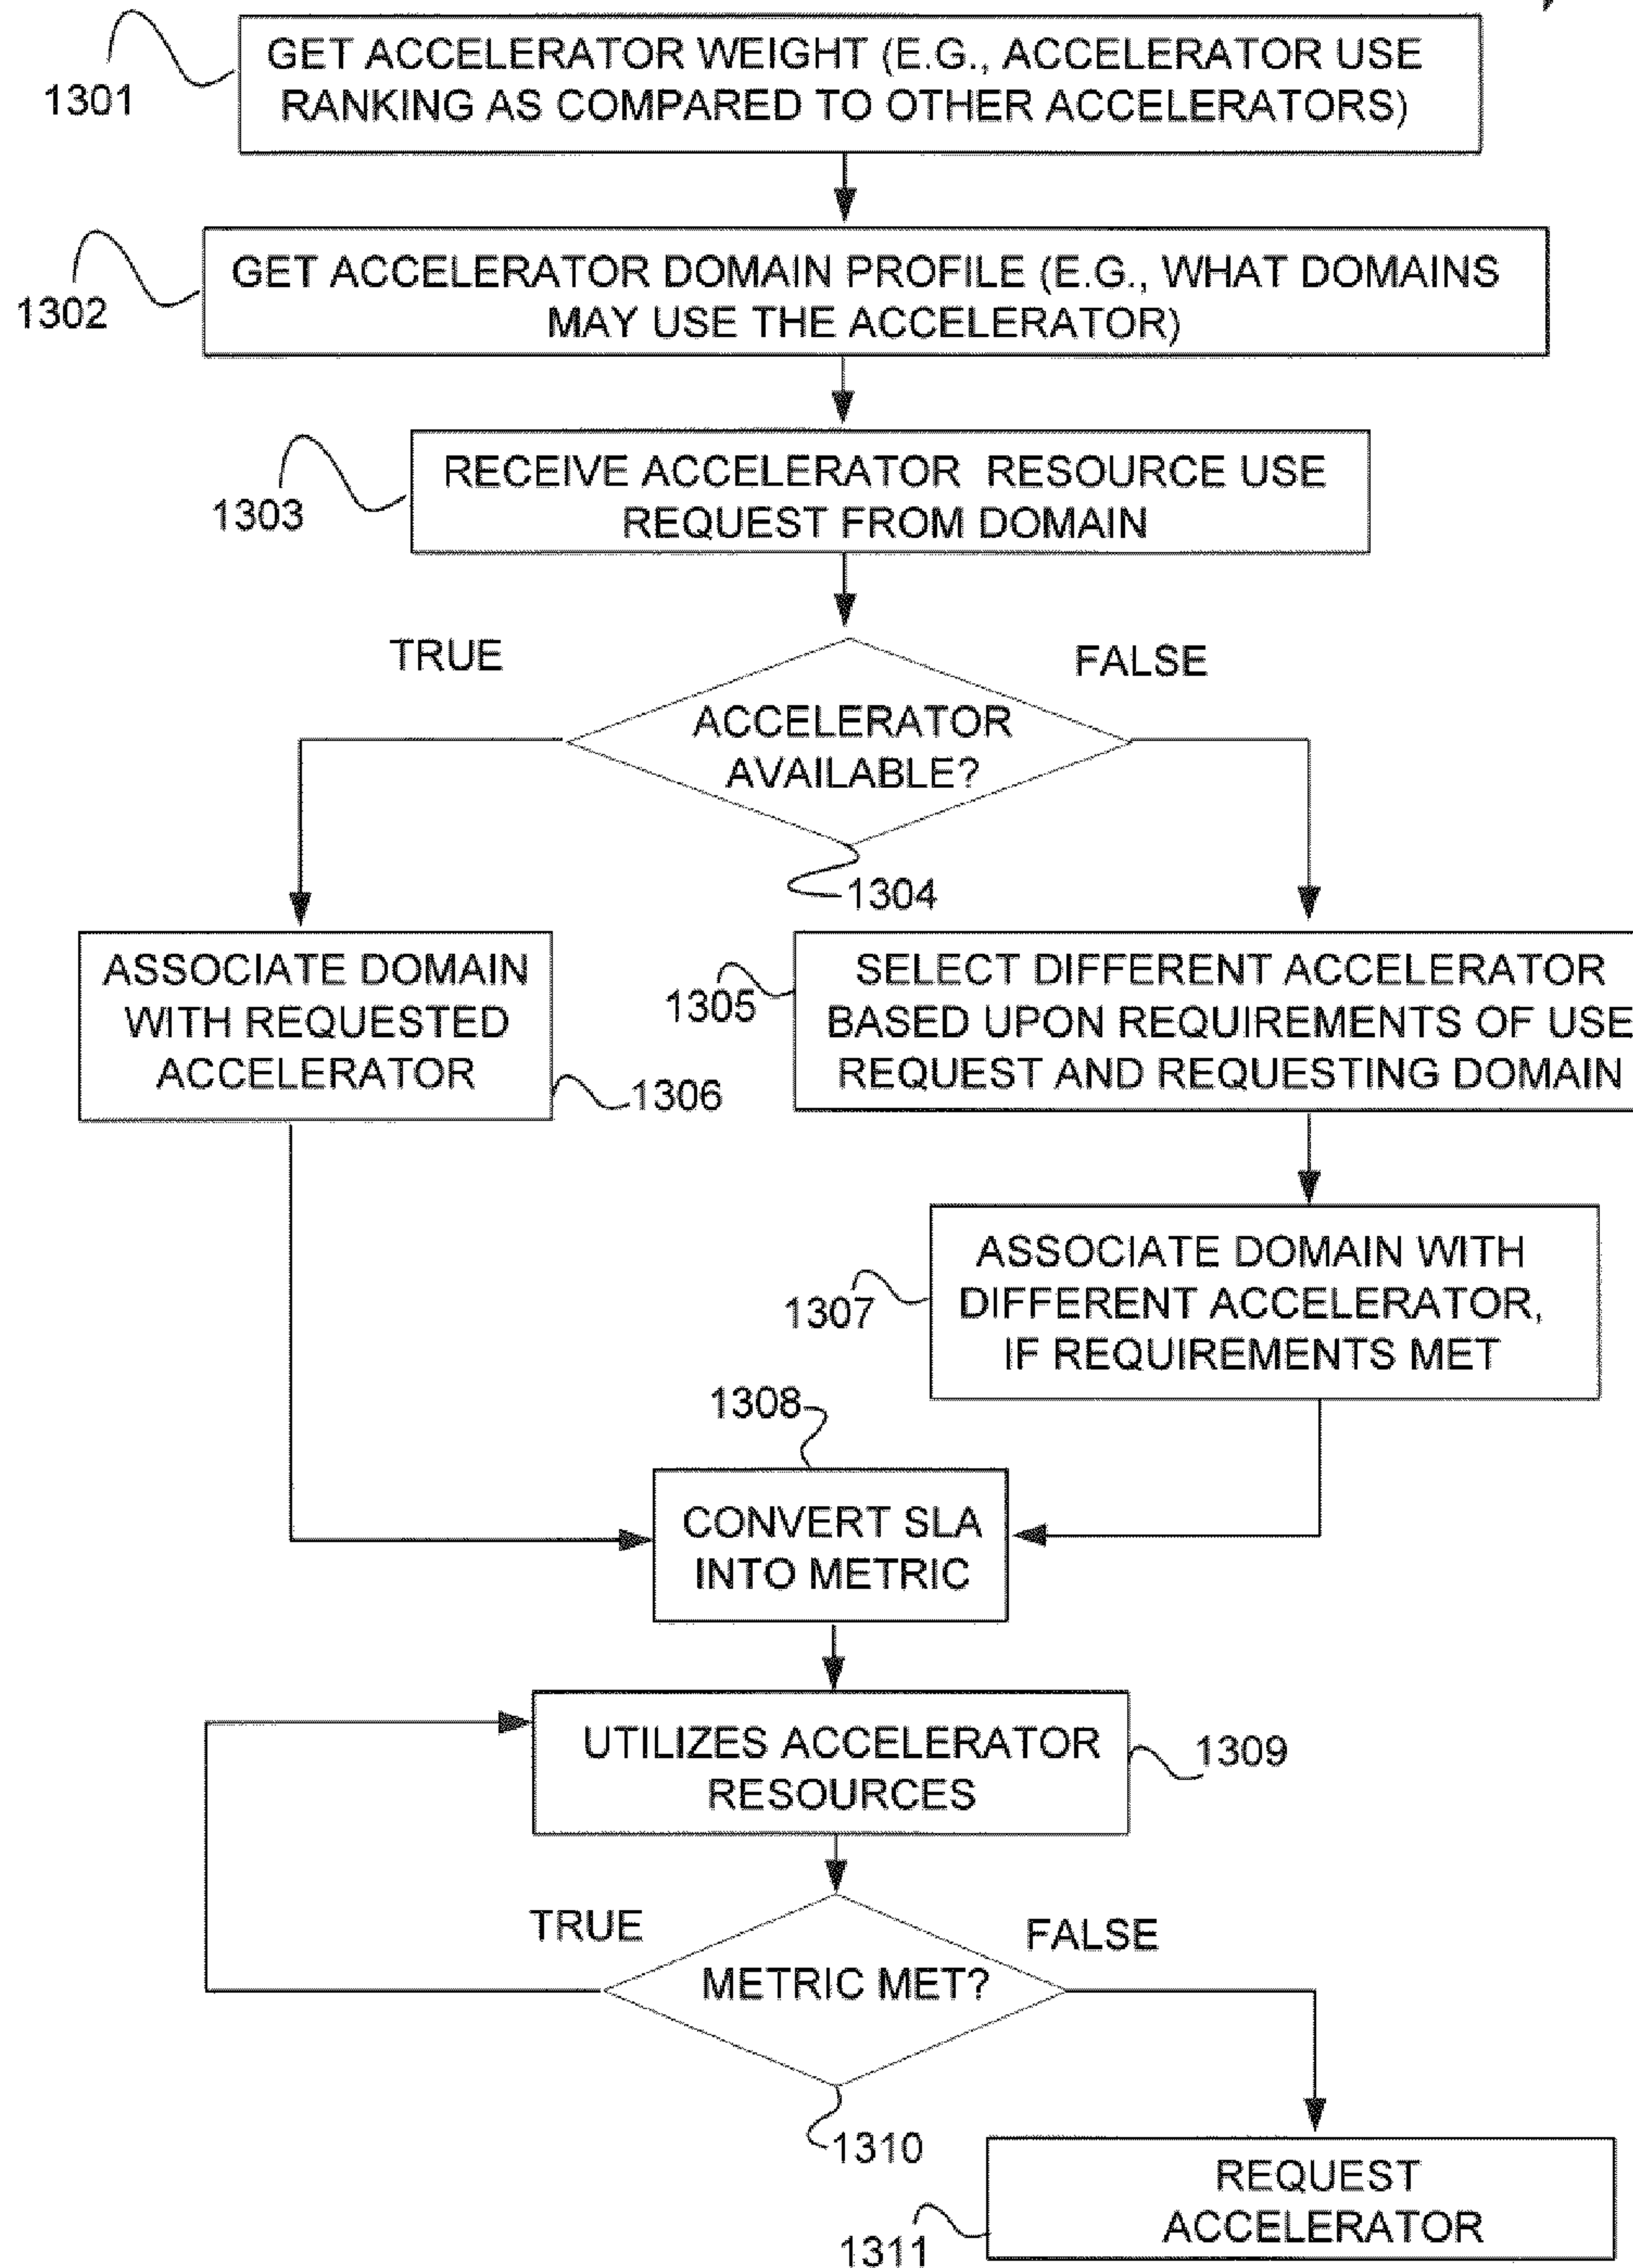 GET ACCELERATOR WEIGHT (E.G., ACCELERATOR USE
RANKING AS COMPARED TO OTHER ACCELERATORS)
1301
GET ACCELERATOR DOMAIN PROFILE (E.G., WHAT DOMAINS
MAY USE THE ACCELERATOR)
1302
RECEIVE ACCELERATOR RESOURCE USE
REQUEST FROM DOMAIN
1303
TRUE
FALSE
ACCELERATOR
AVAILABLE?
1304
ASSOCIATE DOMAIN
WITH REQUESTED
ACCELERATOR
1306
SELECT DIFFERENT ACCELERATOR
BASED UPON REQUIREMENTS OF USE
REQUEST AND REQUESTING DOMAIN
1305
ASSOCIATE DOMAIN WITH
DIFFERENT ACCELERATOR,
IF REQUIREMENTS MET
1307
1308
CONVERT SLA
INTO METRIC
UTILIZES ACCELERATOR
RESOURCES
1309
TRUE
FALSE
METRIC MET?
1310
REQUEST
ACCELERATOR
1311